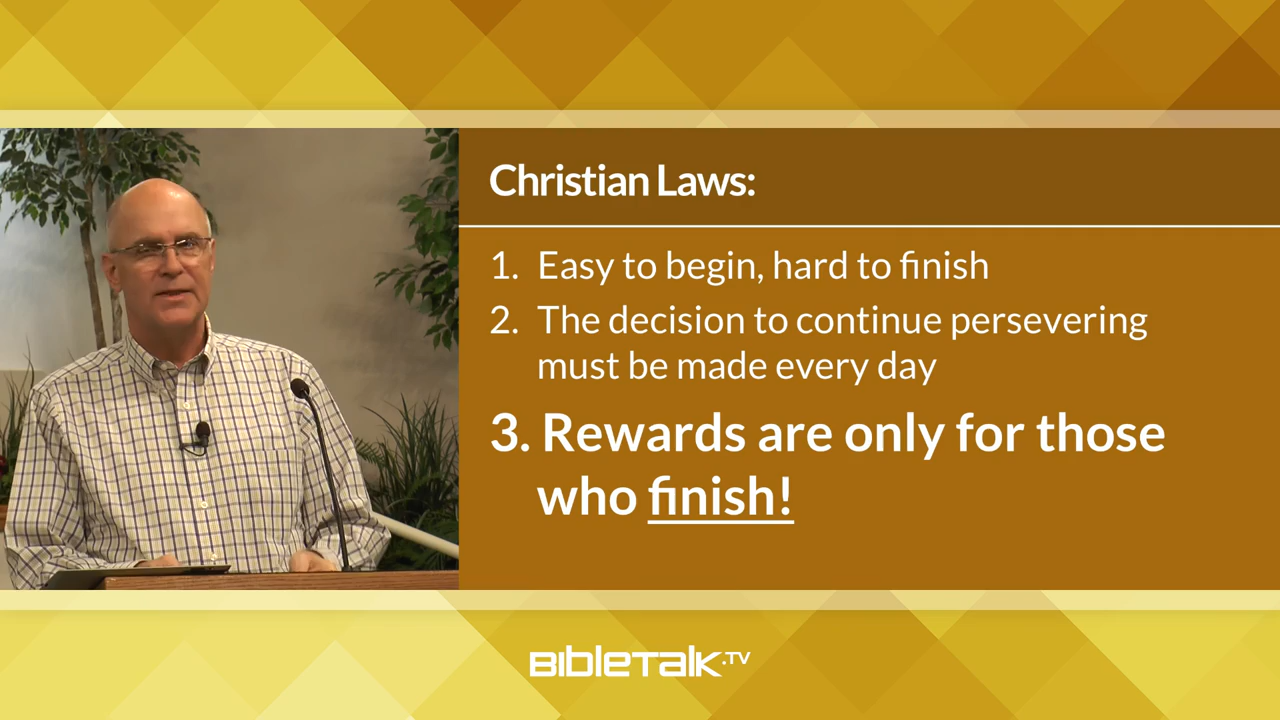 Christian Laws:
1. Easy to begin, hard to finish
2. The decision to continue persevering
must be made every day
3. Rewards are only for those
who finish!
BIBLETALK.TV